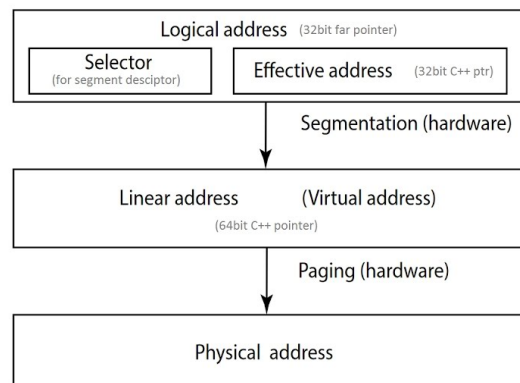 Logical address (32bit far pointer)
Selector
(for segment desciptor)
Effective address (32bit C++ ptr)
Segmentation (hardware)
Linear address (Virtual address)
(64bit C++ pointer)
Paging (hardware)
Physical address